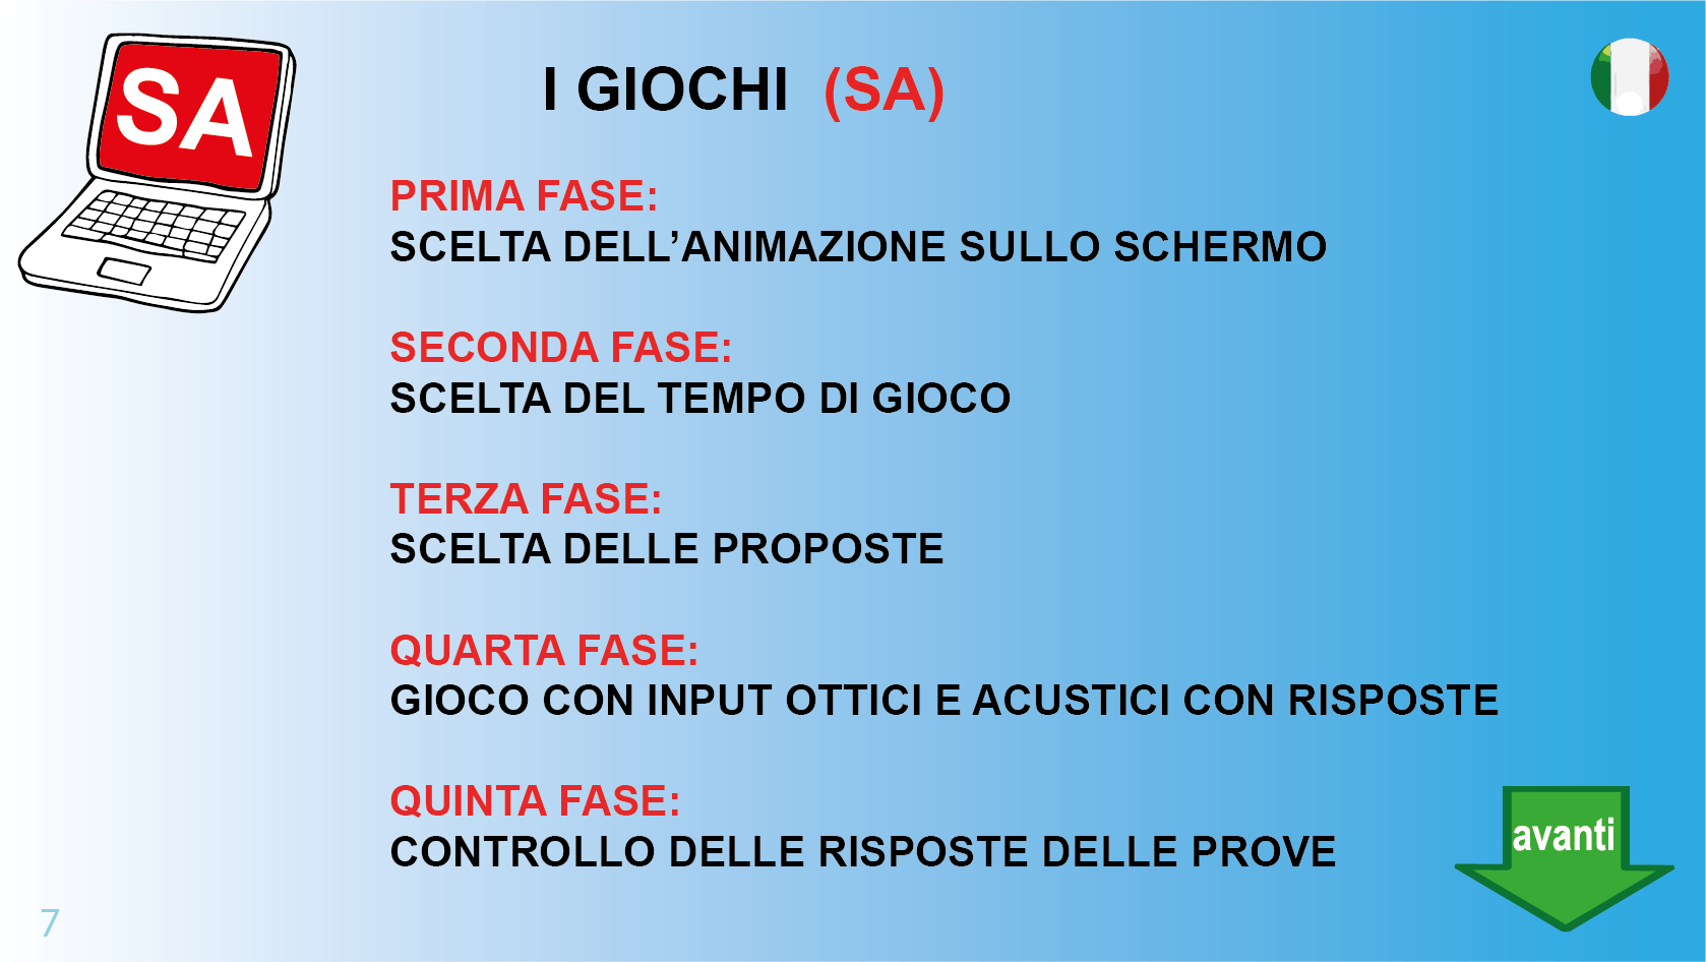 SA
I GIOCHI (SA)
PRIMA FASE:
SCELTA DELL’ANIMAZIONE SULLO SCHERMO
SECONDA FASE:
SCELTA DEL TEMPO DI GIOCO
TERZA FASE:
SCELTA DELLE PROPOSTE
QUARTA FASE:
GIOCO CON INPUT OTTICI E ACUSTICI CON RISPOSTE
QUINTA FASE:
CONTROLLO DELLE RISPOSTE DELLE PROVE
avanti
7